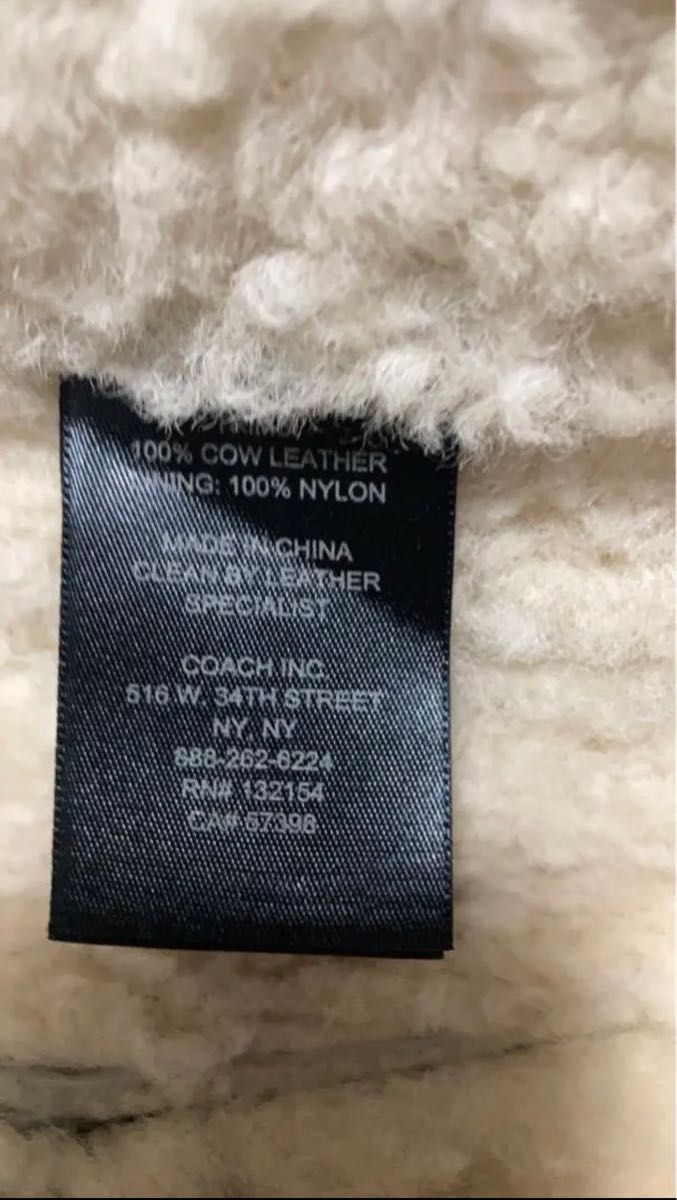 100% COW LEATHER
LINING: 100% NYLON
MADE IN CHINA
CLEAN BY LEATHER
SPECIALIST
COACH INC.
516 W. 34TH STREET
NY, NY
888-262-6224
RN# 132154
CA# 57398